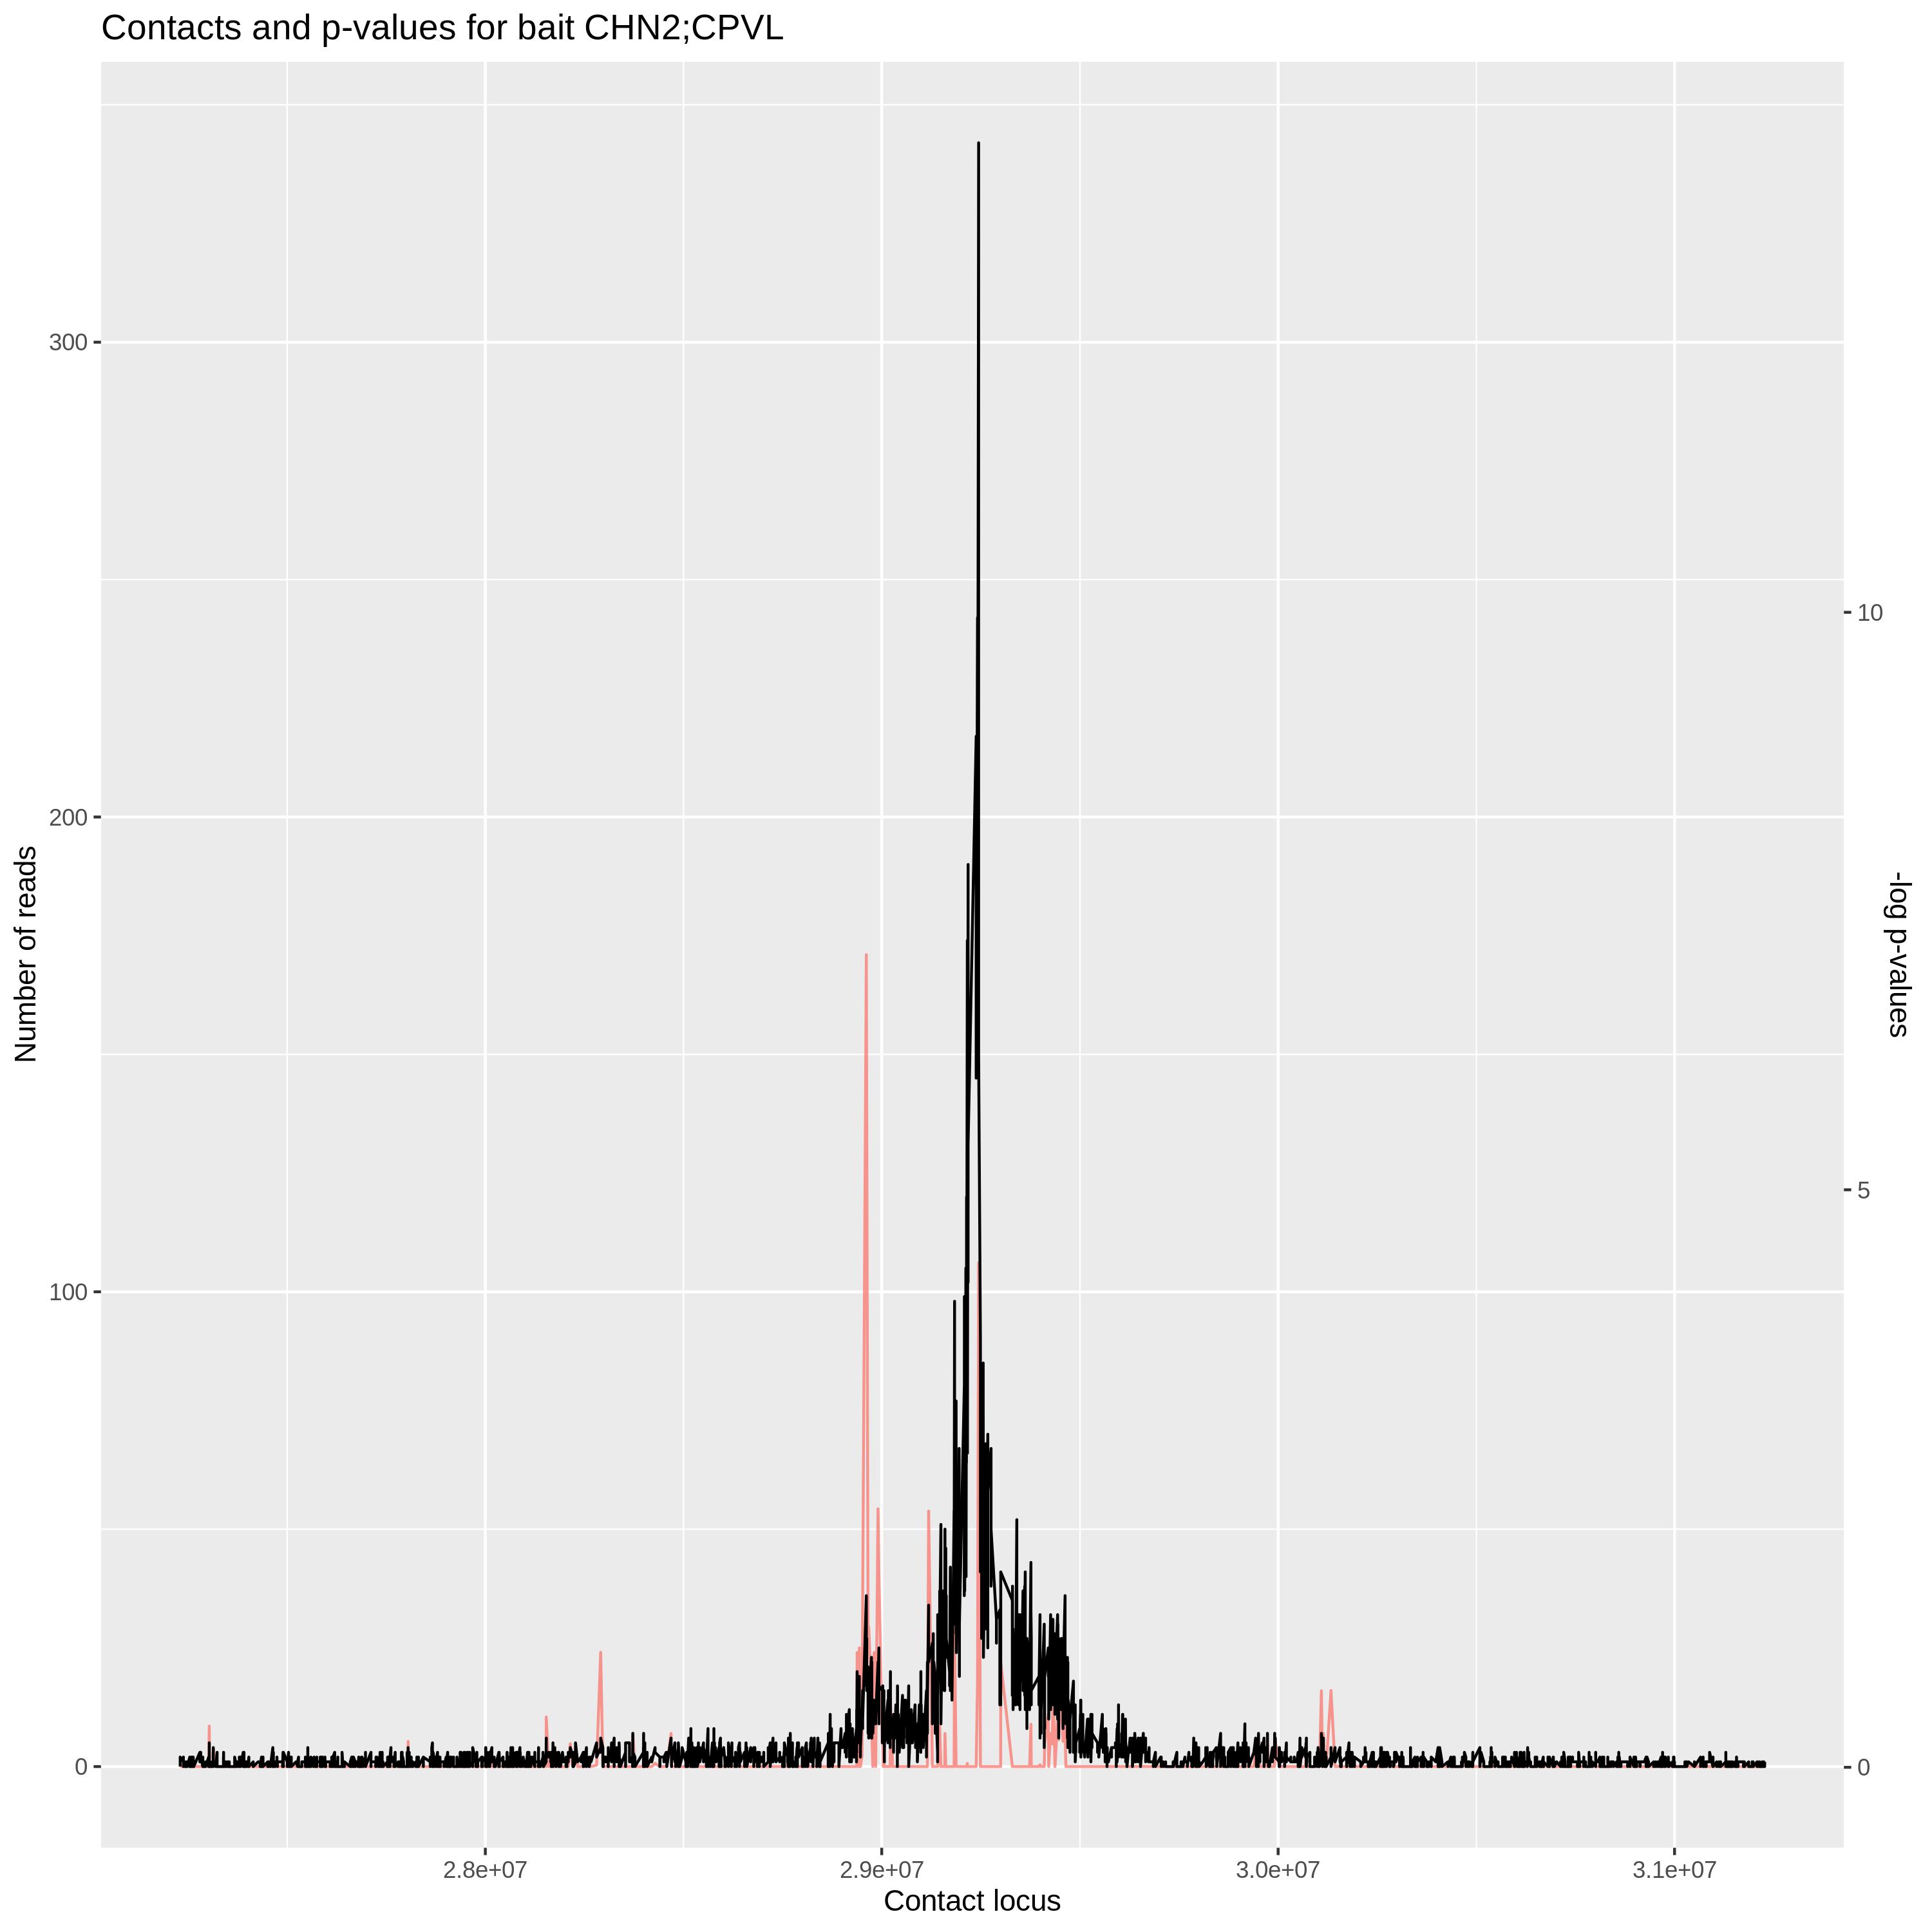 Contacts and p-values for bait CHN2;CPVL
300
200
100
0
Number of reads
10
5
0
-log p-values
2.8e+07
2.9e+07
3.0e+07
3.1e+07
Contact locus